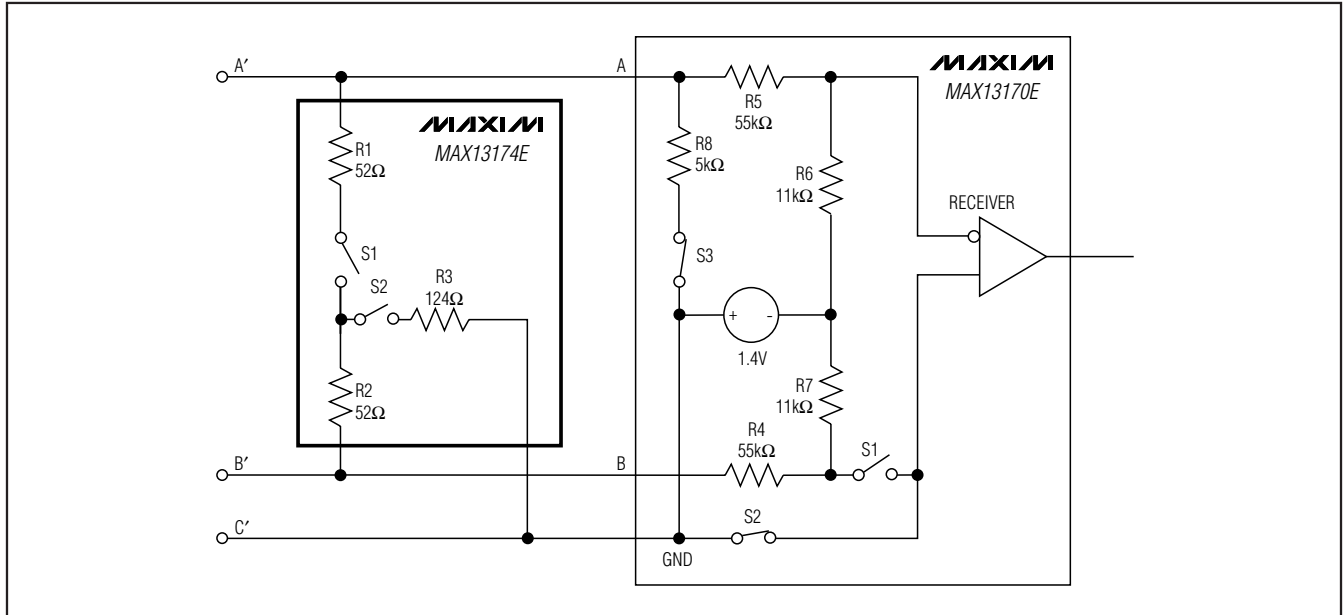 A′
A
MAXIM
MAX13170E
R5
55kΩ
MAXIM
MAX13174E
R1
52Ω
R8
5kΩ
R6
11kΩ
RECEIVER
S1
S3
S2
R3
124Ω
+
-
1.4V
R2
52Ω
R7
11kΩ
R4
55kΩ
S1
B′
B
C′
S2
GND